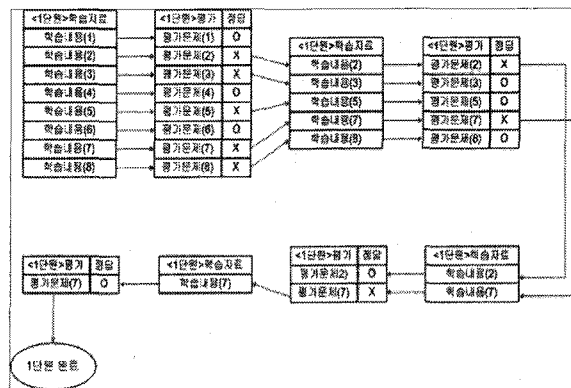 <1단원>학습자료
학습내용(1)
학습내용(2)
학습내용(3)
학습내용(4)
학습내용(5)
학습내용(6)
학습내용(7)
학습내용(8)
<1단원>평가 정답
평가문제(1) O
평가문제(2) X
평가문제(3) X
평가문제(4) O
평가문제(5) X
평가문제(6) O
평가문제(7) X
평가문제(8) X
<1단원>학습자료
학습내용(2)
학습내용(3)
학습내용(5)
학습내용(7)
학습내용(8)
<1단원>평가 정답
평가문제(2) X
평가문제(3) O
평가문제(5) O
평가문제(7) X
평가문제(8) O
<1단원>학습자료
학습내용(2)
학습내용(7)
<1단원>평가 정답
평가문제2) O
평가문제(7) X
<1단원>학습자료
학습내용(7)
<1단원>평가 정답
평가문제(7) O
1단원 완료